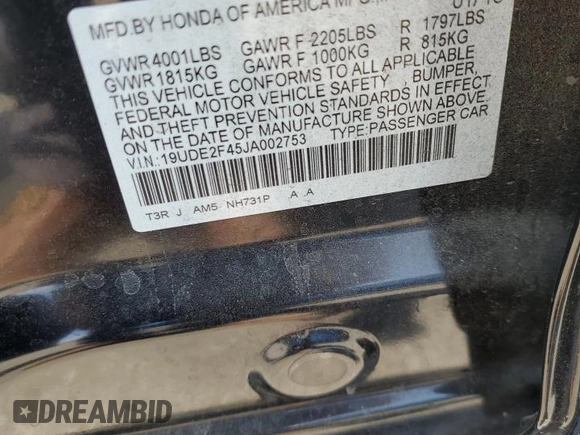 MFD.BY HONDA OF AMERICA MFG.,
GVWR 4001LBS GAWR F 2205LBS R 1797LBS
GVWR 1815KG GAWR F 1000KG R 815KG
THIS VEHICLE CONFORMS TO ALL APPLICABLE
FEDERAL MOTOR VEHICLE SAFETY , BUMPER,
AND THEFT PREVENTION STANDARDS IN EFFECT
ON THE DATE OF MANUFACTURE SHOWN ABOVE.
V.I.N.: 19UDE2F45JA002753 TYPE:PASSENGER CAR
T3R J AM5 NH731P A A
DREAMBID